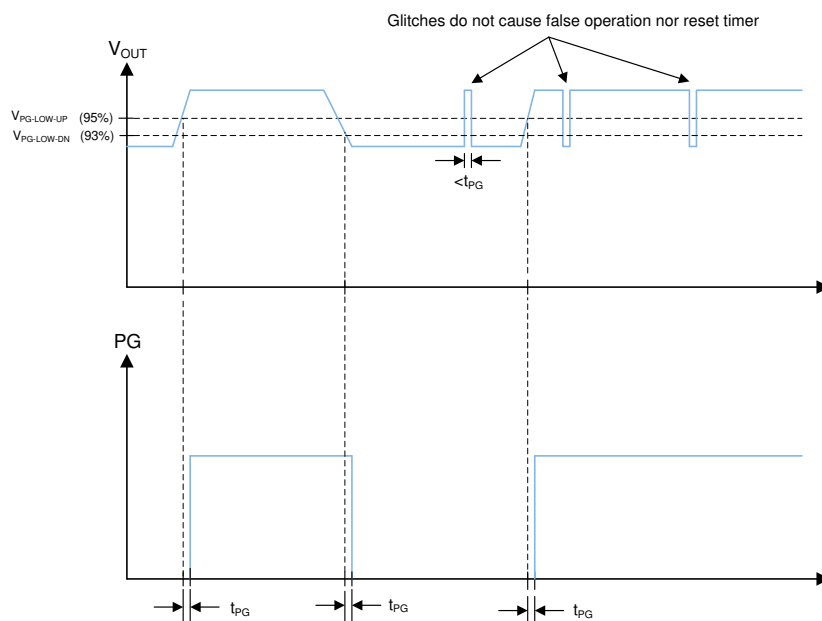 Glitches do not cause false operation nor reset timer
VOUT
VPG-LOW-UP (95%)
VPG-LOW-DN (93%)
<tPG
PG
tPG
tPG
tPG